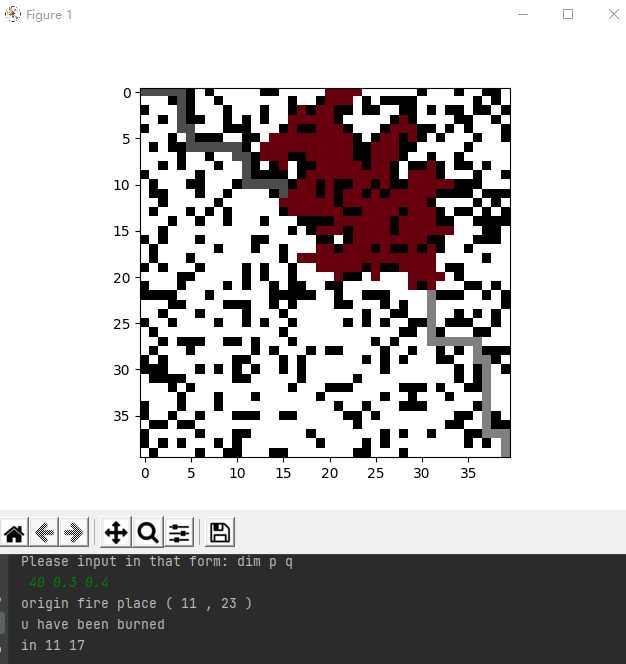 Figure 1
0
5
10
15
20
25
30
35
0 5 10 15 20 25 30 35
Please input in that form: dim p q
40 0.3 0.4
origin fire place ( 11 , 23 )
u have been burned
in 11 17